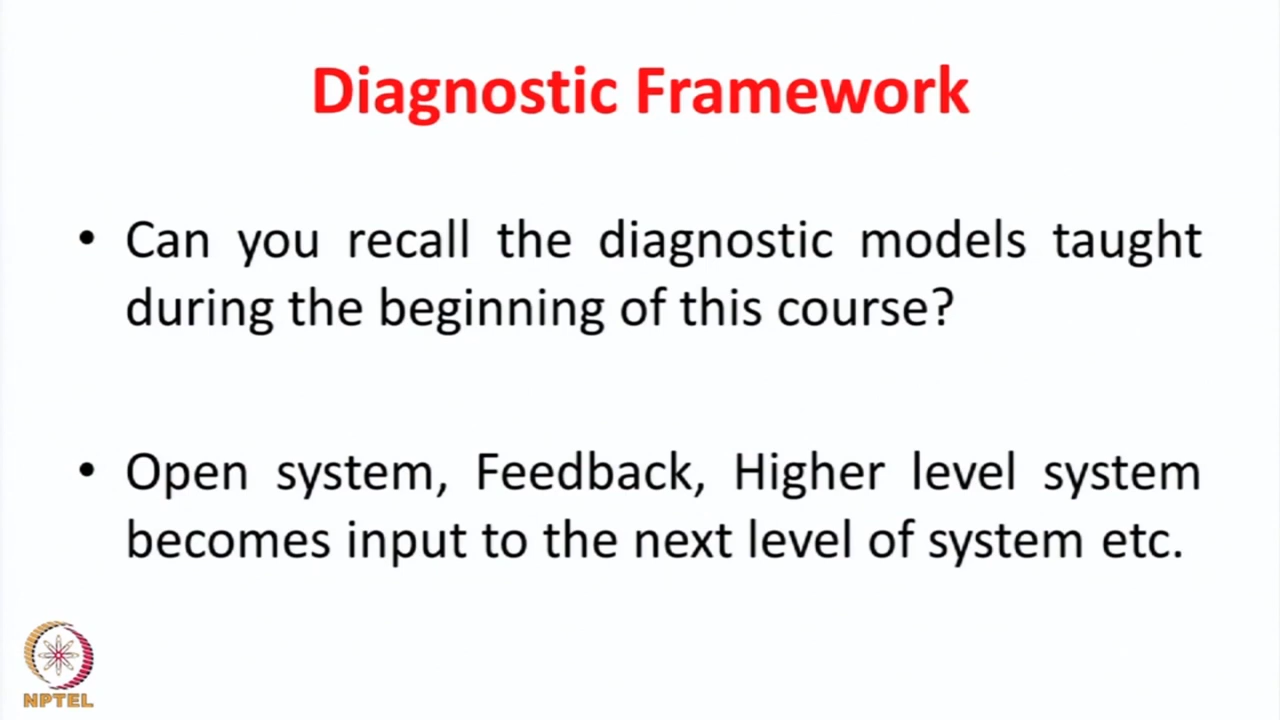 Diagnostic Framework
• Can you recall the diagnostic models taught
during the beginning of this course?
• Open system, Feedback, Higher level system
becomes input to the next level of system etc.
NPTEL